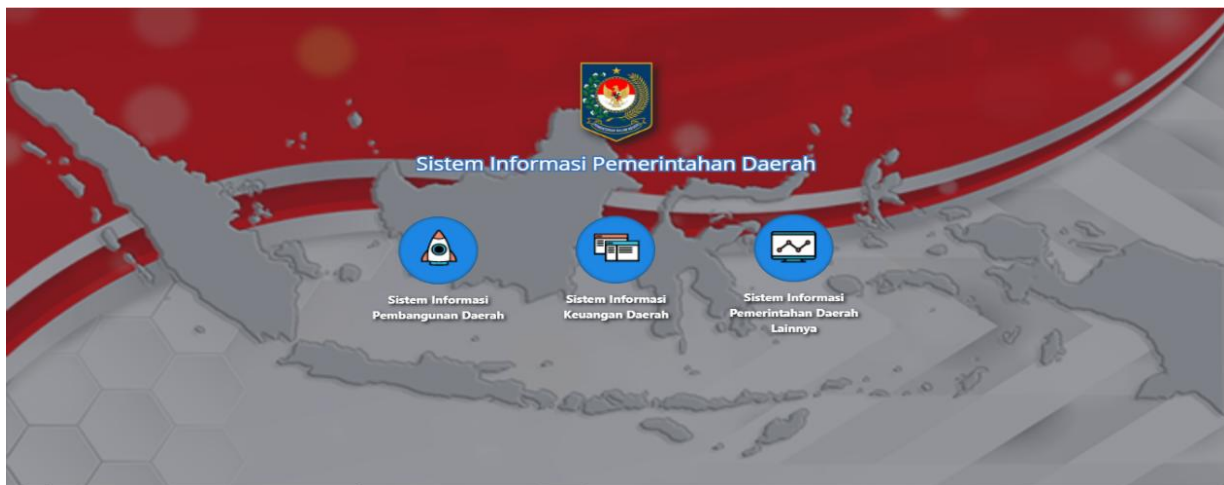 Sistem Informasi Pemerintahan Daerah
Sistem Informasi
Pembangunan Daerah
Sistem Informasi
Keuangan Daerah
Sistem Informasi
Pemerintahan Daerah
Lainnya